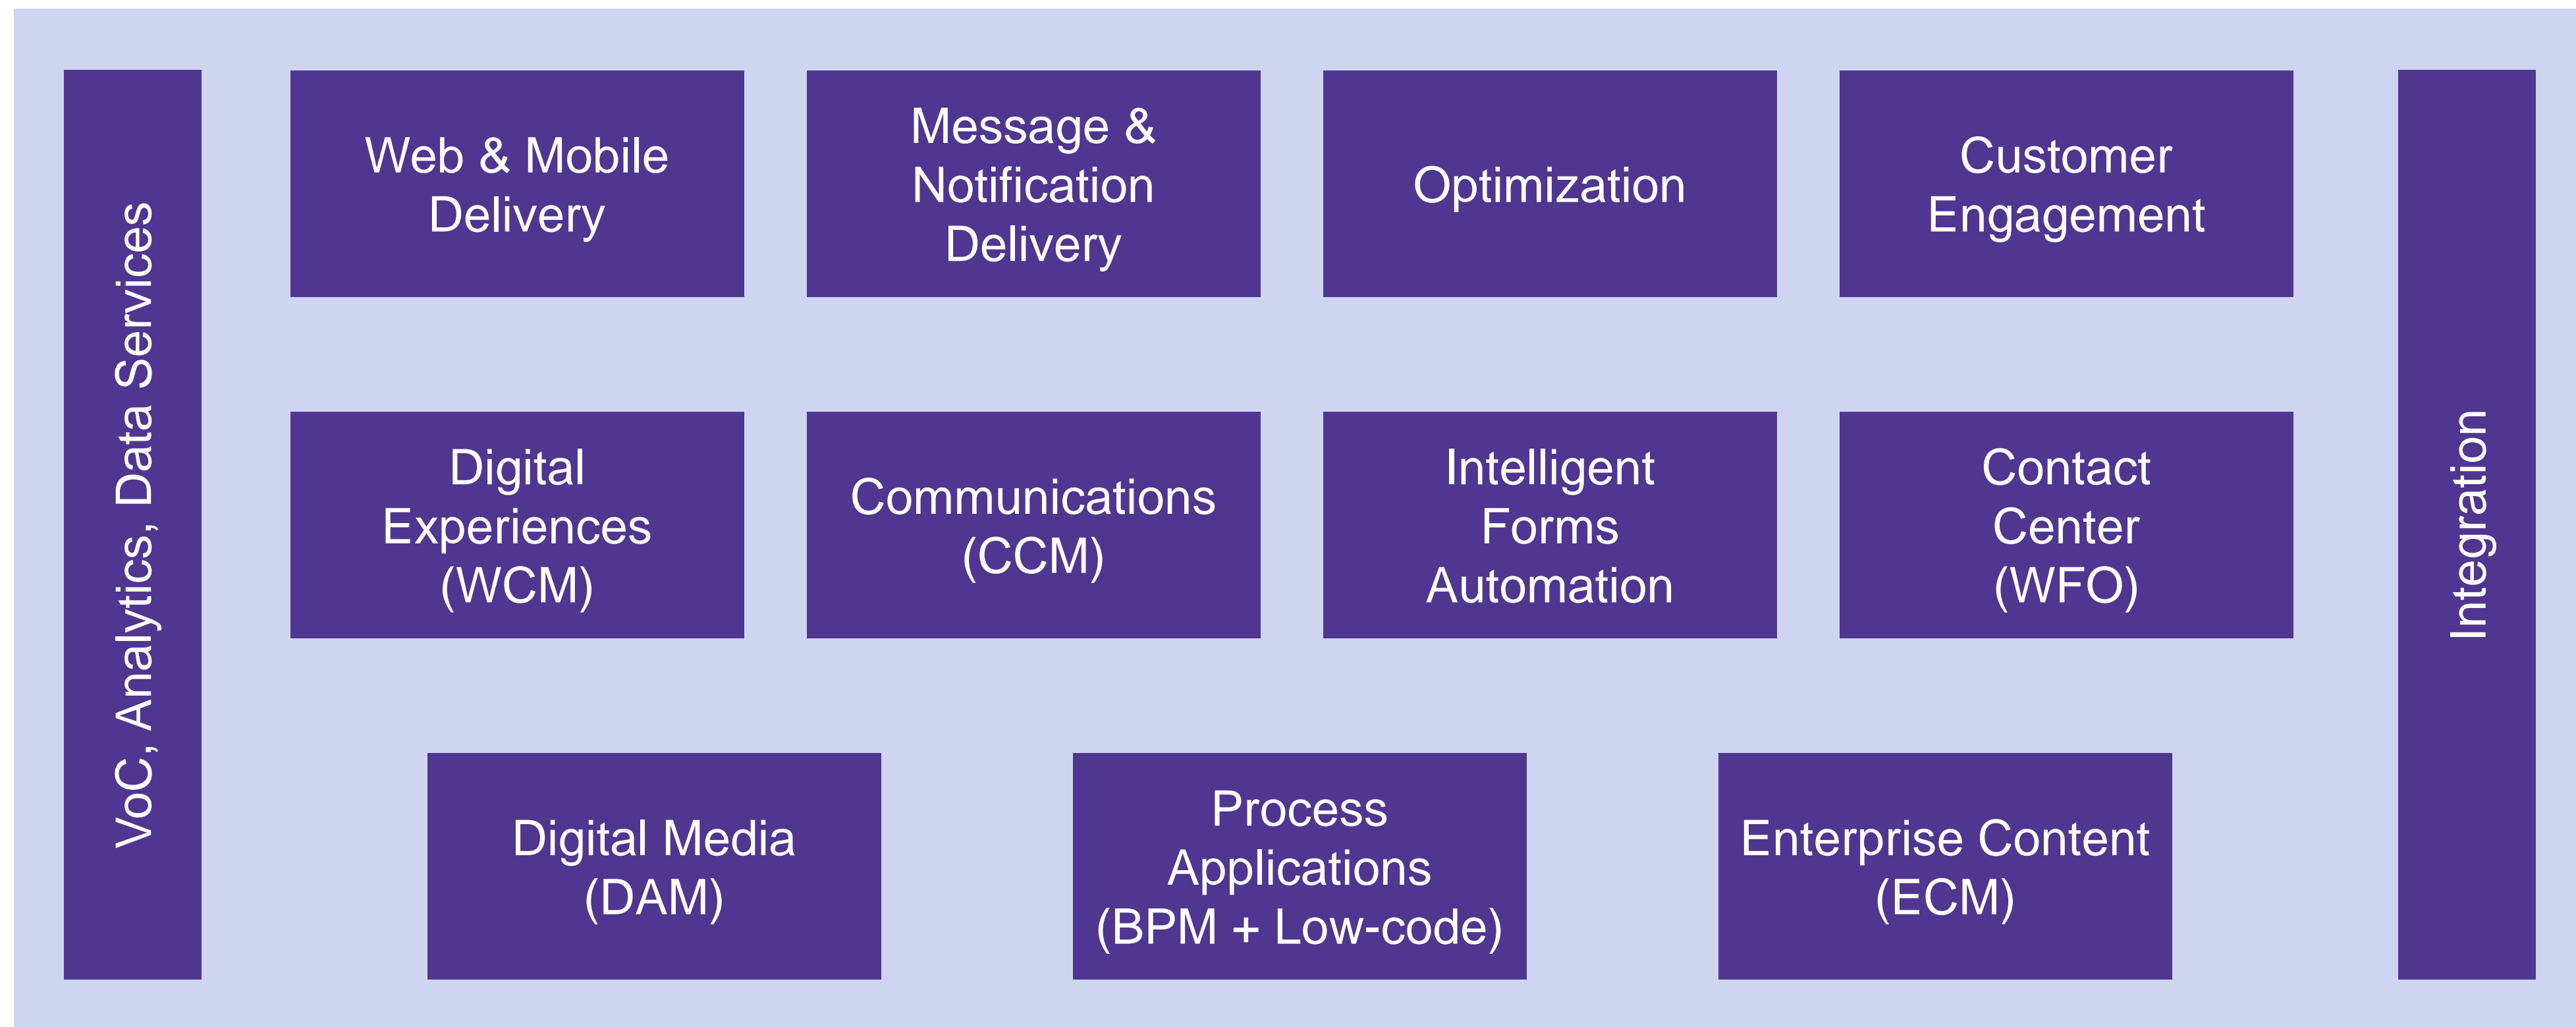 VoC, Analytics, Data Services
Web & Mobile
Delivery
Message &
Notification
Delivery
Optimization
Customer
Engagement
Digital
Experiences
(WCM)
Communications
(CCM)
Intelligent
Forms
Automation
Contact
Center
(WFO)
Digital Media
(DAM)
Process
Applications
(BPM + Low-code)
Enterprise Content
(ECM)
Integration